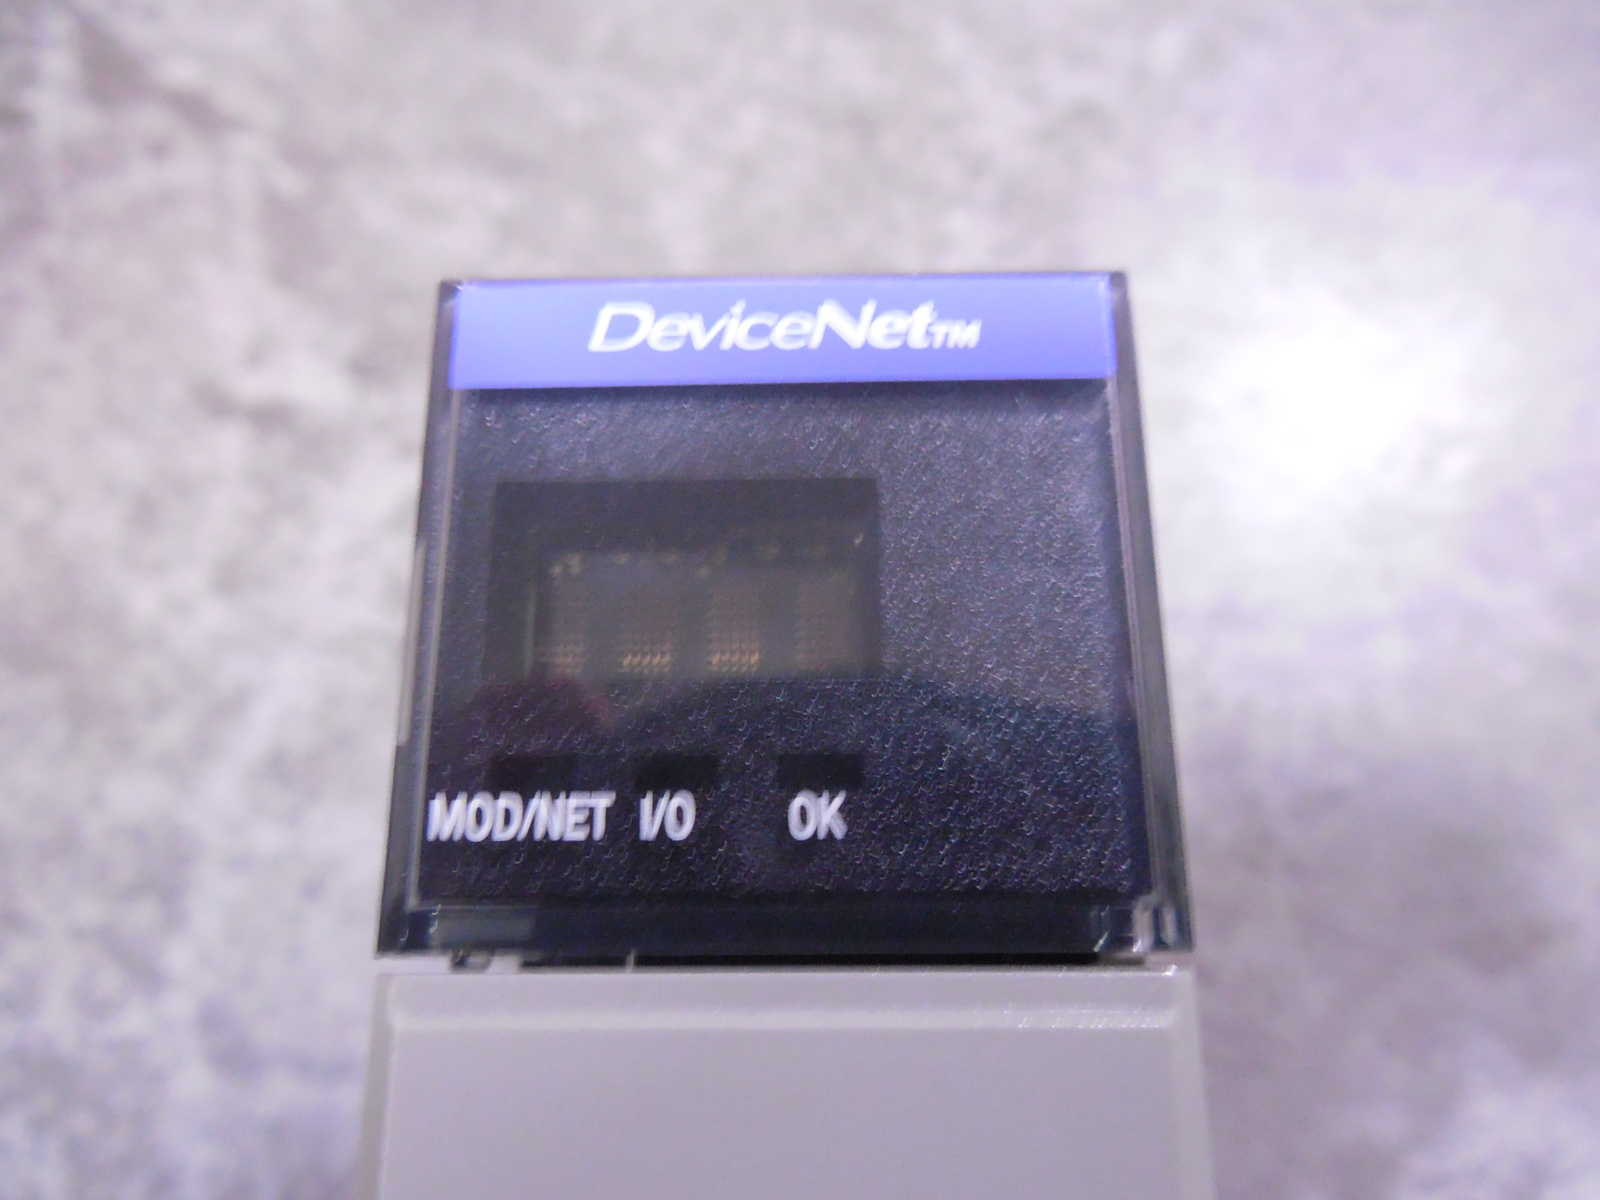 DeviceNet™
MOD/NET I/O OK